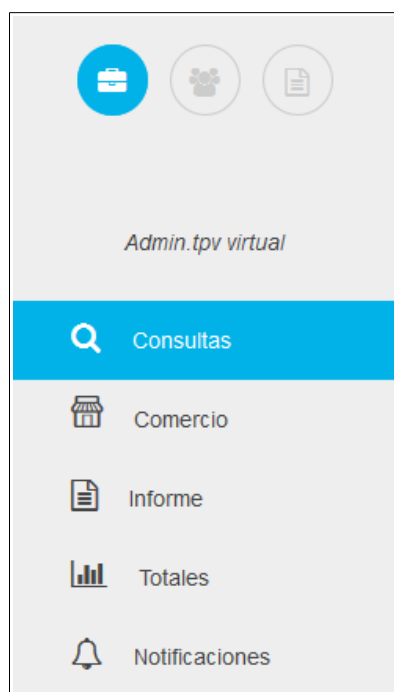 Admin.tpv virtual
Consultas
Comercio
Informe
Totales
Notificaciones